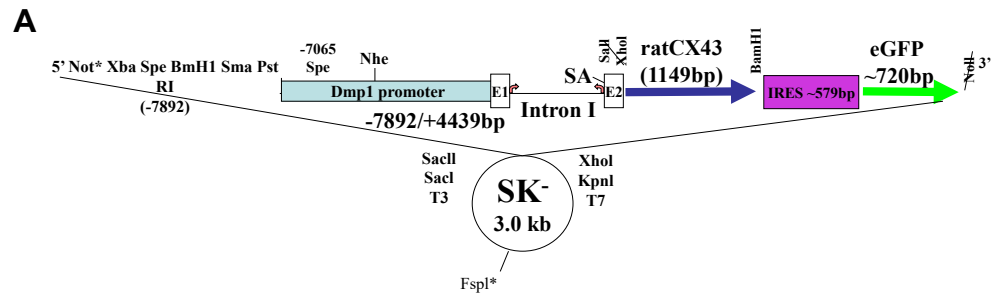 A
5' Not* Xba Spe BmH1 Sma Pst
RI
(-7892)
-7065
Spe
Nhe
Dmp1 promoter
E1
-7892/+4439bp
Intron I
SA
E2
SalI
XhoI
ratCX43
(1149bp)
BamH1
IRES ~579bp
eGFP
~720bp
NotI 3'
SacII
SacI
T3
XhoI
KpnI
T7
SK-
3.0 kb
FspI*